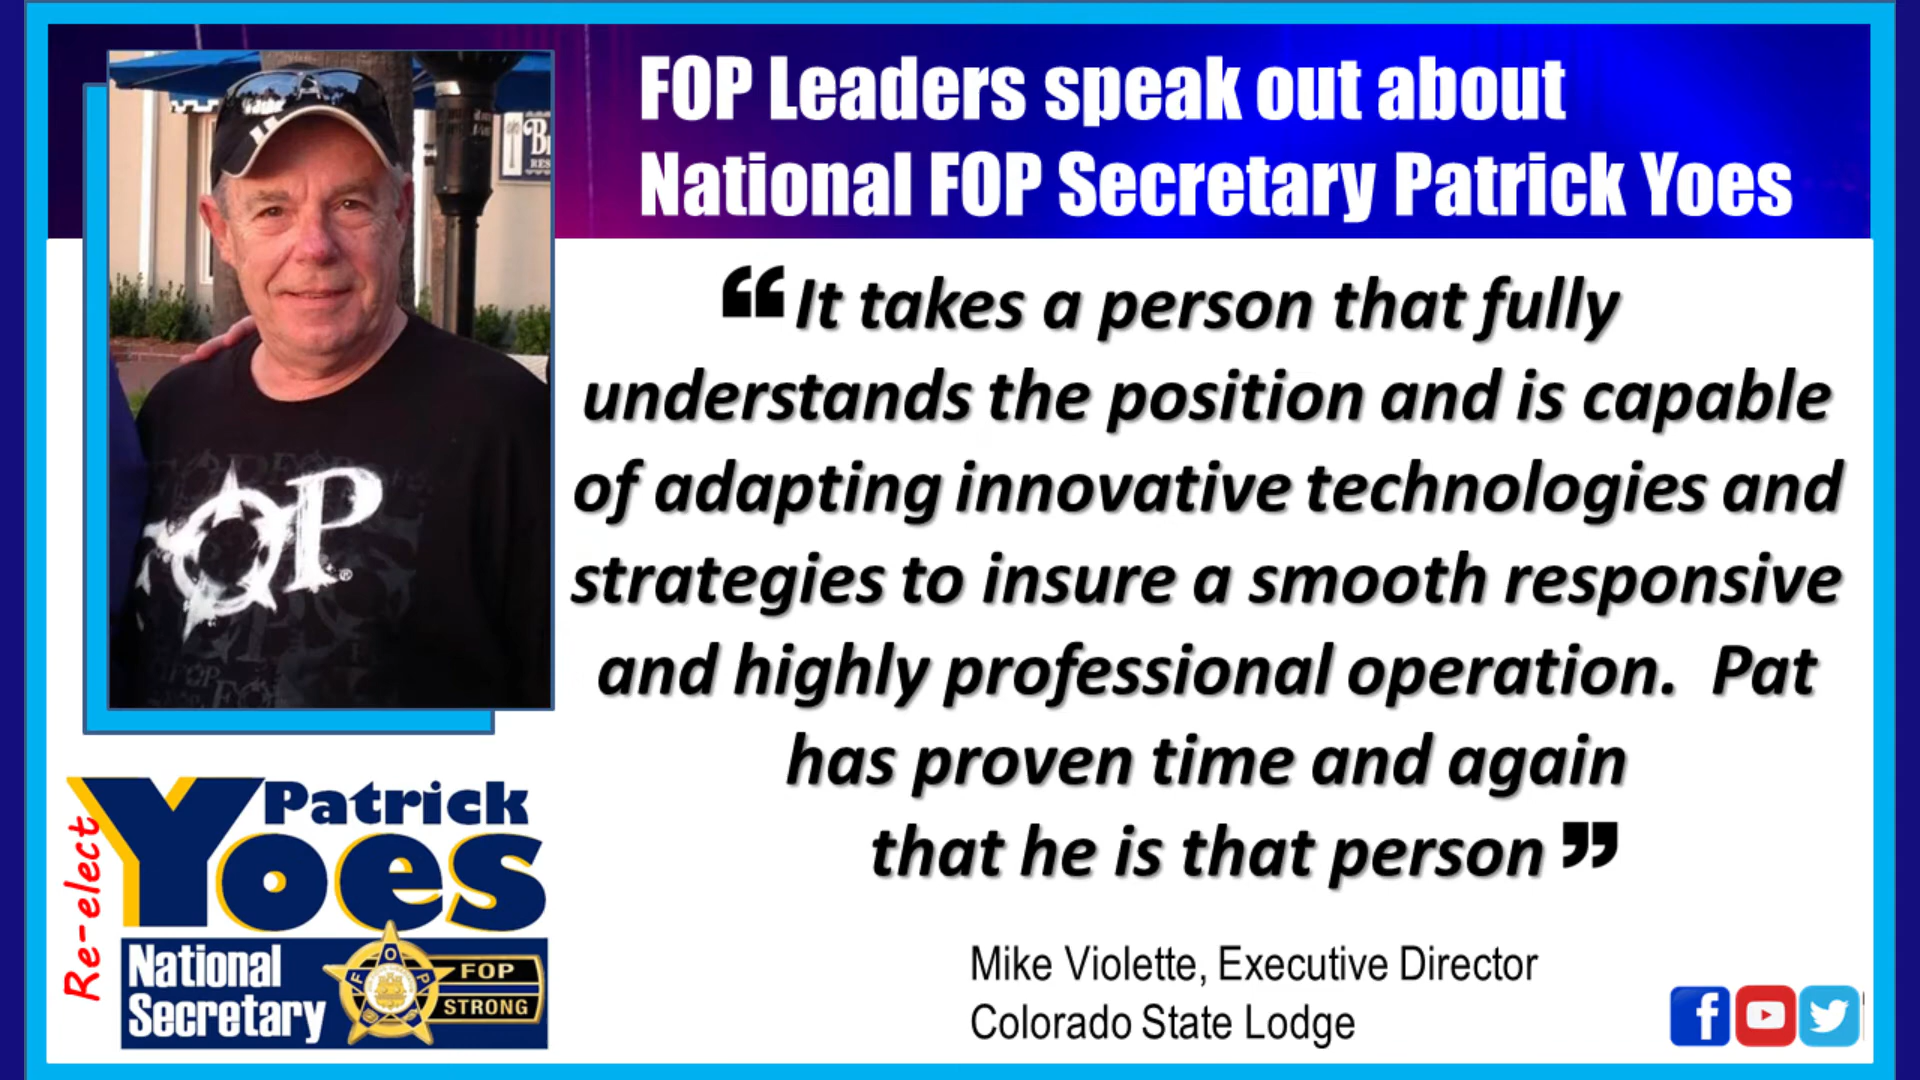 FOP Leaders speak out about
National FOP Secretary Patrick Yoes
“It takes a person that fully
understands the position and is capable
of adapting innovative technologies and
strategies to insure a smooth responsive
and highly professional operation.  Pat
has proven time and again
that he is that person”
Mike Violette, Executive Director
Colorado State Lodge
FOP®
Re-elect
Patrick
Yoes
National
Secretary
FOP
FOP
STRONG